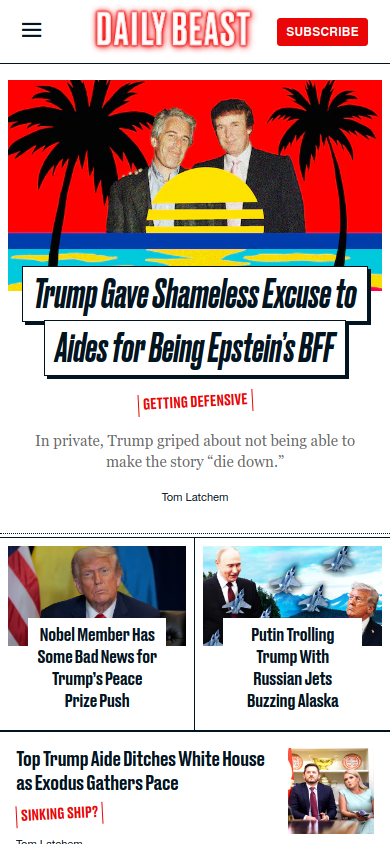 DAILY BEAST
SUBSCRIBE
Trump Gave Shameless Excuse to
Aides for Being Epstein's BFF
GETTING DEFENSIVE
In private, Trump griped about not being able to
make the story “die down.”
Tom Latchem
Nobel Member Has
Some Bad News for
Trump's Peace
Prize Push
Putin Trolling
Trump With
Russian Jets
Buzzing Alaska
Top Trump Aide Ditches White House
as Exodus Gathers Pace
SINKING SHIP?
Tom Latchem